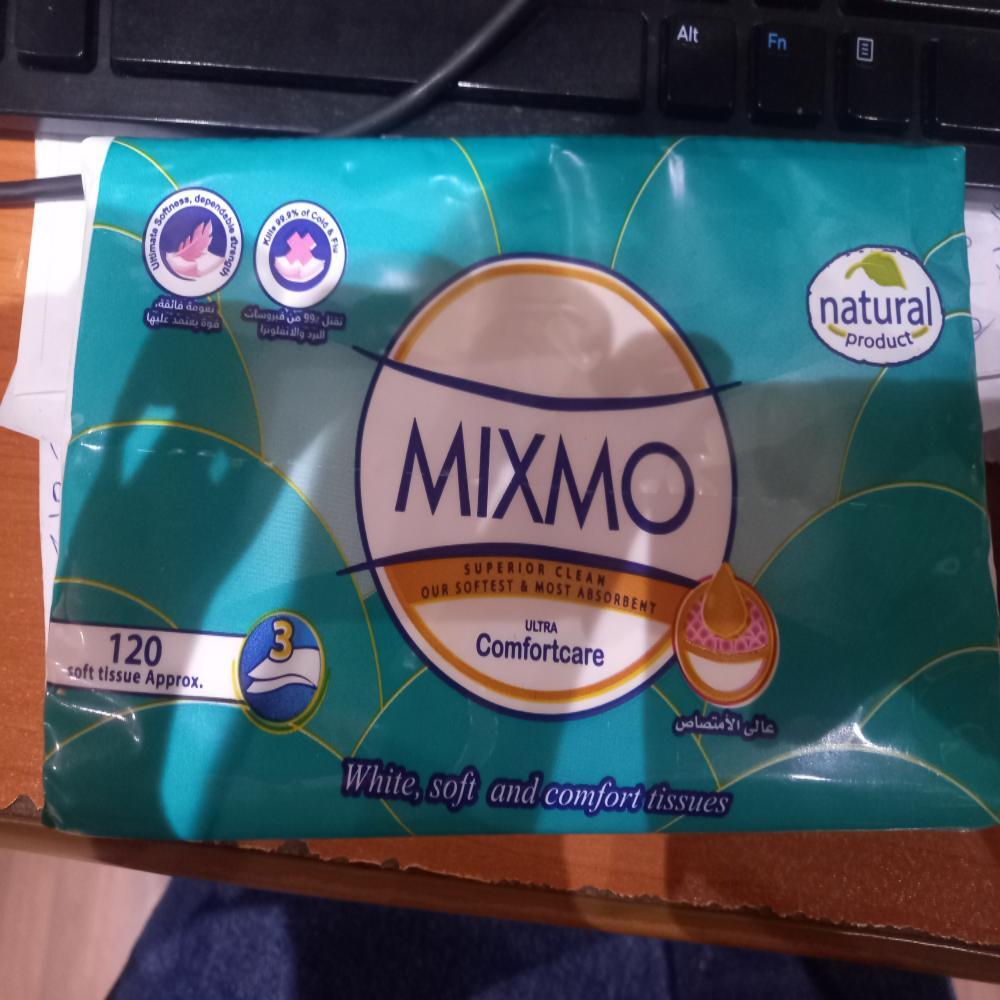 Alt
Fn
Ultimate Softness, dependable strength
نعومة فائقة،
قوة يعتمد عليها
Kills 99.9% of Cold & Flu
تقتل 99٪ من فيروسات
البرد والانفلونزا
natural
product
MIXMO
SUPERIOR CLEAN
OUR SOFTEST & MOST ABSORBENT
ULTRA
Comfortcare
120
soft tissue Approx.
3
عالى الأمتصاص
White, soft and comfort tissues